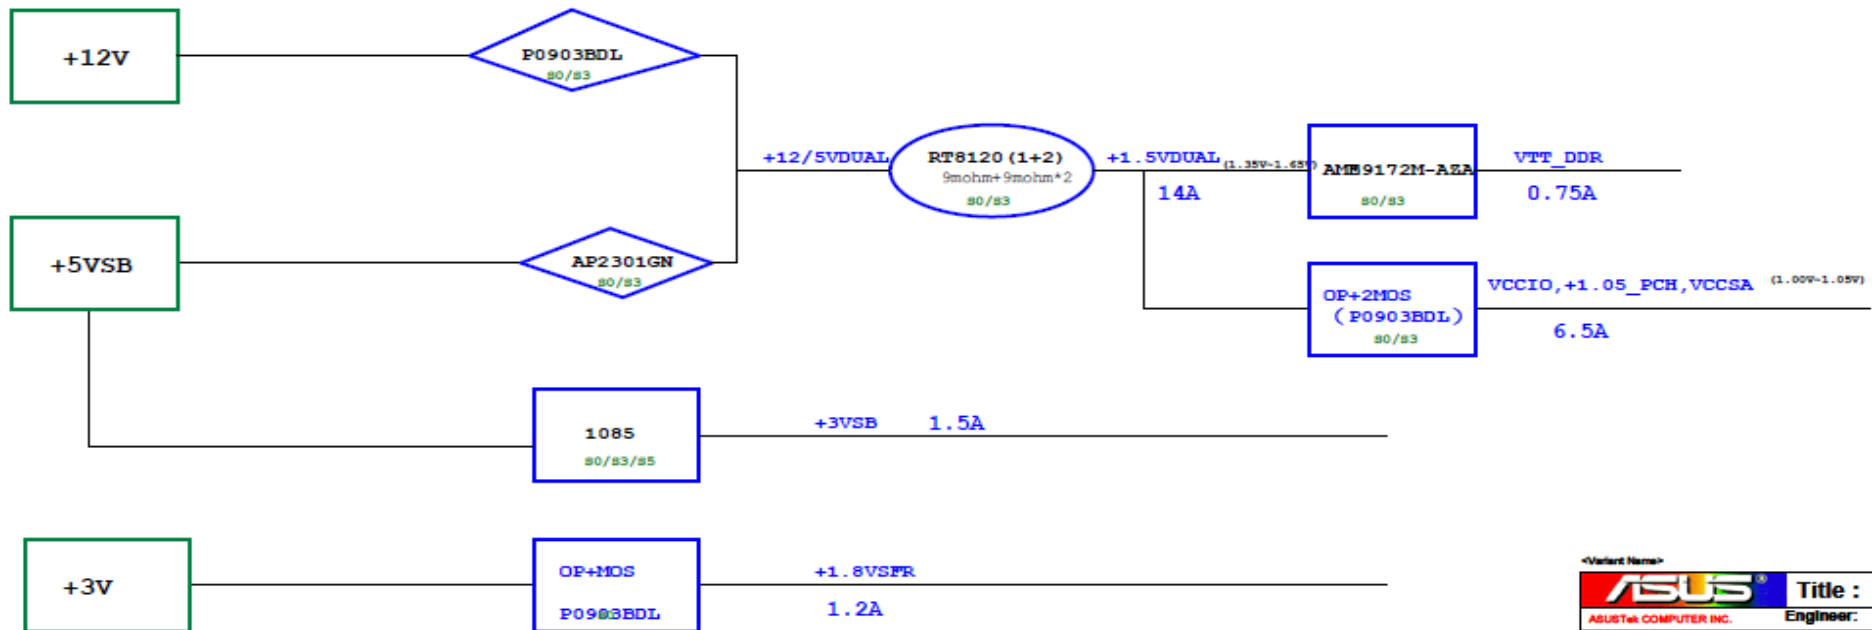 +12V
P0903BDL
S0/S3
+12/5VDUAL
RT8120(1+2)
9mohm+9mohm*2
S0/S3
+1.5VDUAL (1.35V~1.65V)
14A
AME9172M-AZA
S0/S3
VTT_DDR
0.75A
+5VSB
AP2301GN
S0/S3
OP+2MOS
(P0903BDL)
S0/S3
VCCIO,+1.05_PCH,VCCSA (1.00V~1.05V)
6.5A
1085
S0/S3/S5
+3VSB 1.5A
+3V
OP+MOS
P0903BDL
+1.8VSFR
1.2A
<Variant Name>
ASUS®
ASUSTek COMPUTER INC.
Title :
Engineer: